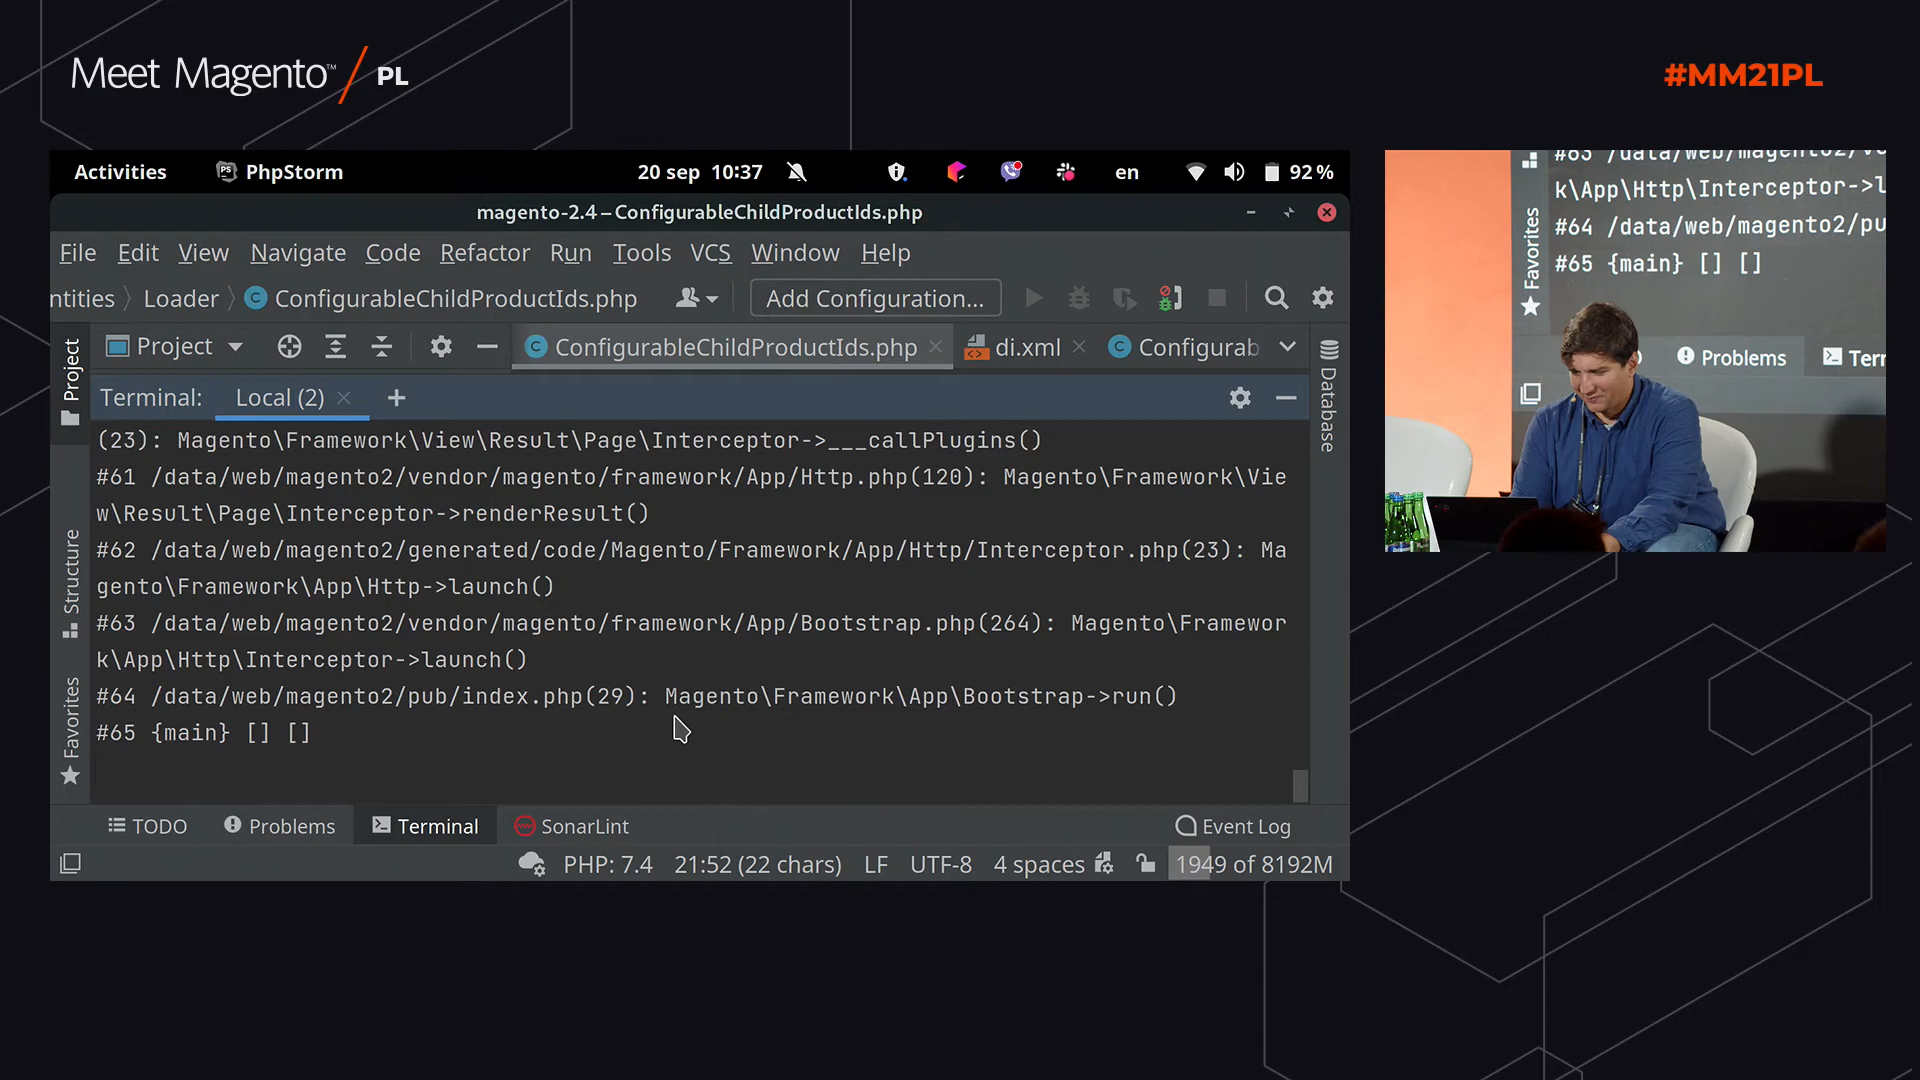 Meet Magento™ / PL
#MM21PL
Activities PhpStorm 20 sep 10:37 en 92 %
magento-2.4 – ConfigurableChildProductIds.php
File Edit View Navigate Code Refactor Run Tools VCS Window Help
ntities Loader ConfigurableChildProductIds.php Add Configuration...
Project Project ConfigurableChildProductIds.php di.xml Configurab
Database
Terminal: Local (2)
(23): Magento\Framework\View\Result\Page\Interceptor->___callPlugins()
#61 /data/web/magento2/vendor/magento/framework/App/Http.php(120): Magento\Framework\Vie
w\Result\Page\Interceptor->renderResult()
#62 /data/web/magento2/generated/code/Magento/Framework/App/Http/Interceptor.php(23): Ma
gento\Framework\App\Http->launch()
#63 /data/web/magento2/vendor/magento/framework/App/Bootstrap.php(264): Magento\Framewor
k\App\Http\Interceptor->launch()
#64 /data/web/magento2/pub/index.php(29): Magento\Framework\App\Bootstrap->run()
#65 {main} [] []
Structure
Favorites
TODO Problems Terminal SonarLint Event Log
PHP: 7.4 21:52 (22 chars) LF UTF-8 4 spaces 1949 of 8192M
#63 /data/web/magento2/ve
k\App\Http\Interceptor->l
#64 /data/web/magento2/pu
#65 {main} [] []
Favorites
Problems Ter